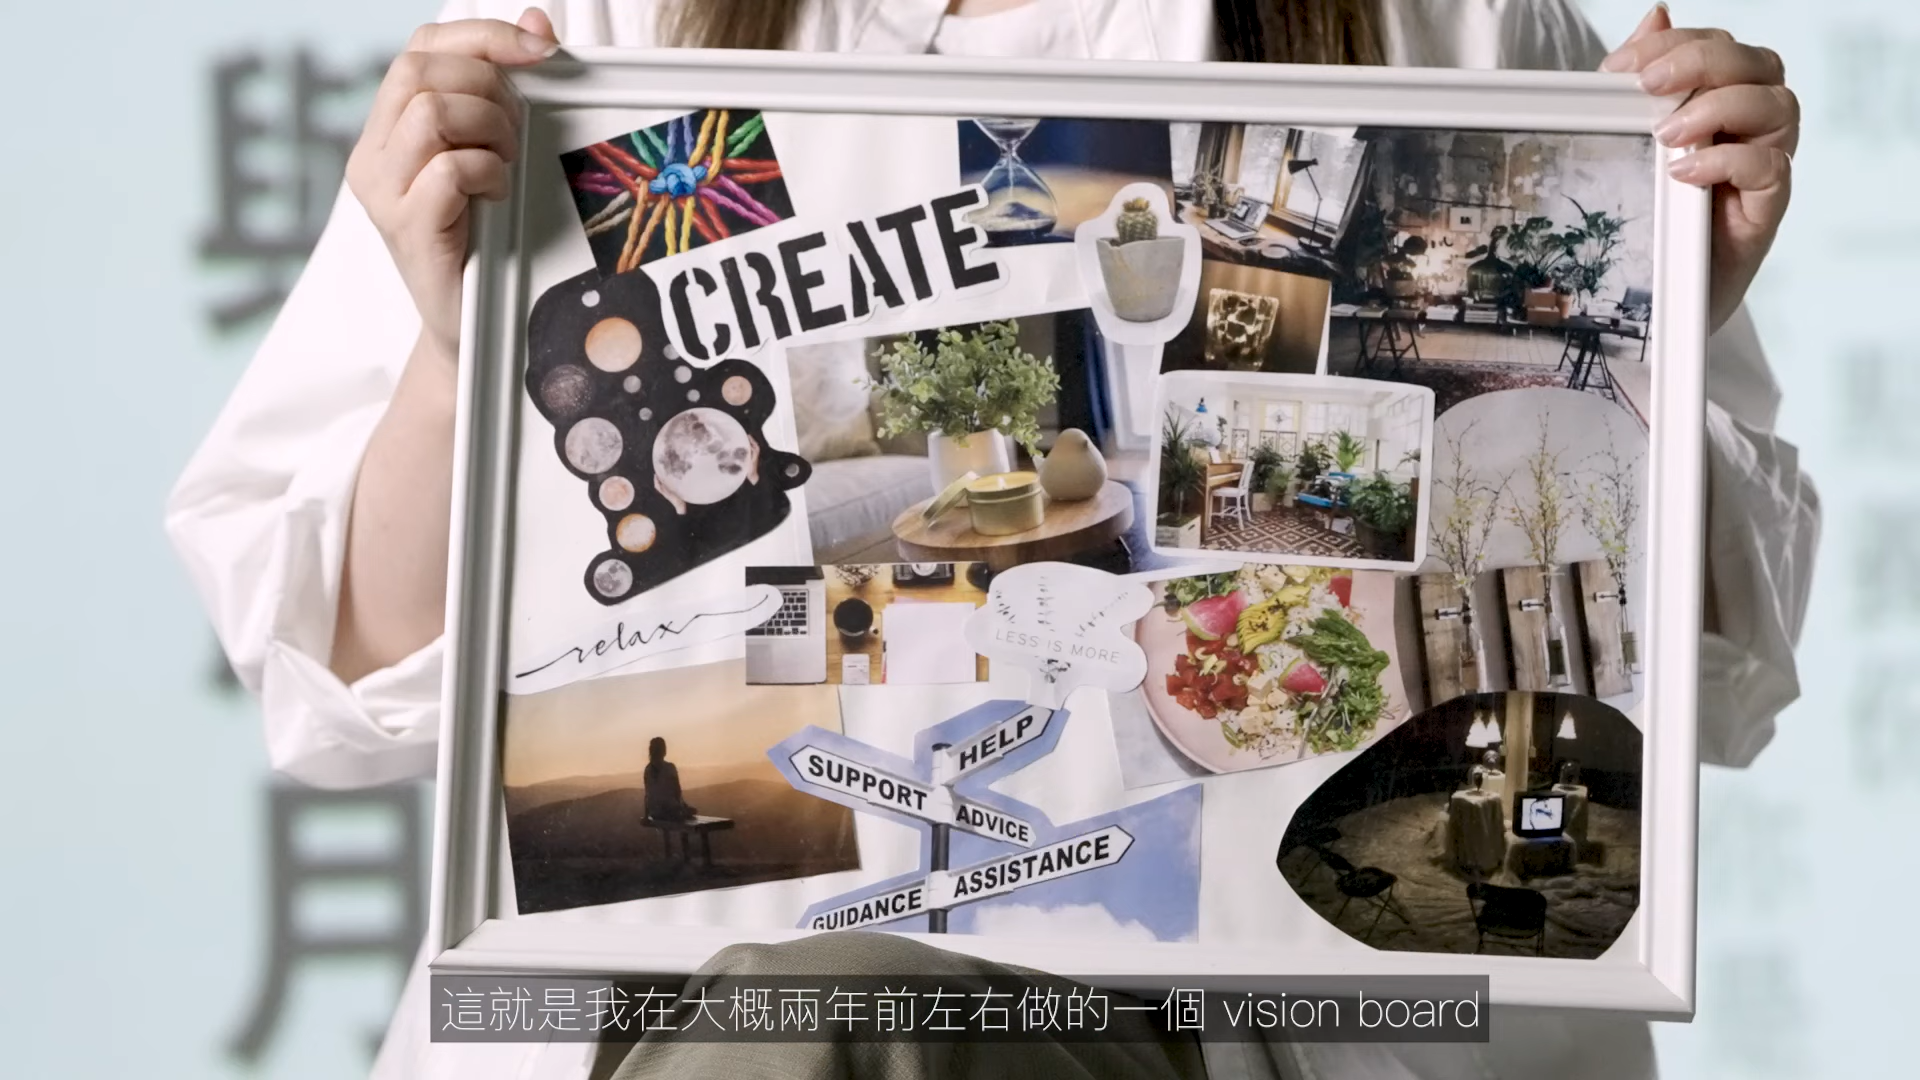 CREATE
relax
LESS IS MORE
HELP
SUPPORT
ADVICE
ASSISTANCE
GUIDANCE
這就是我在大概兩年前左右做的一個 vision board